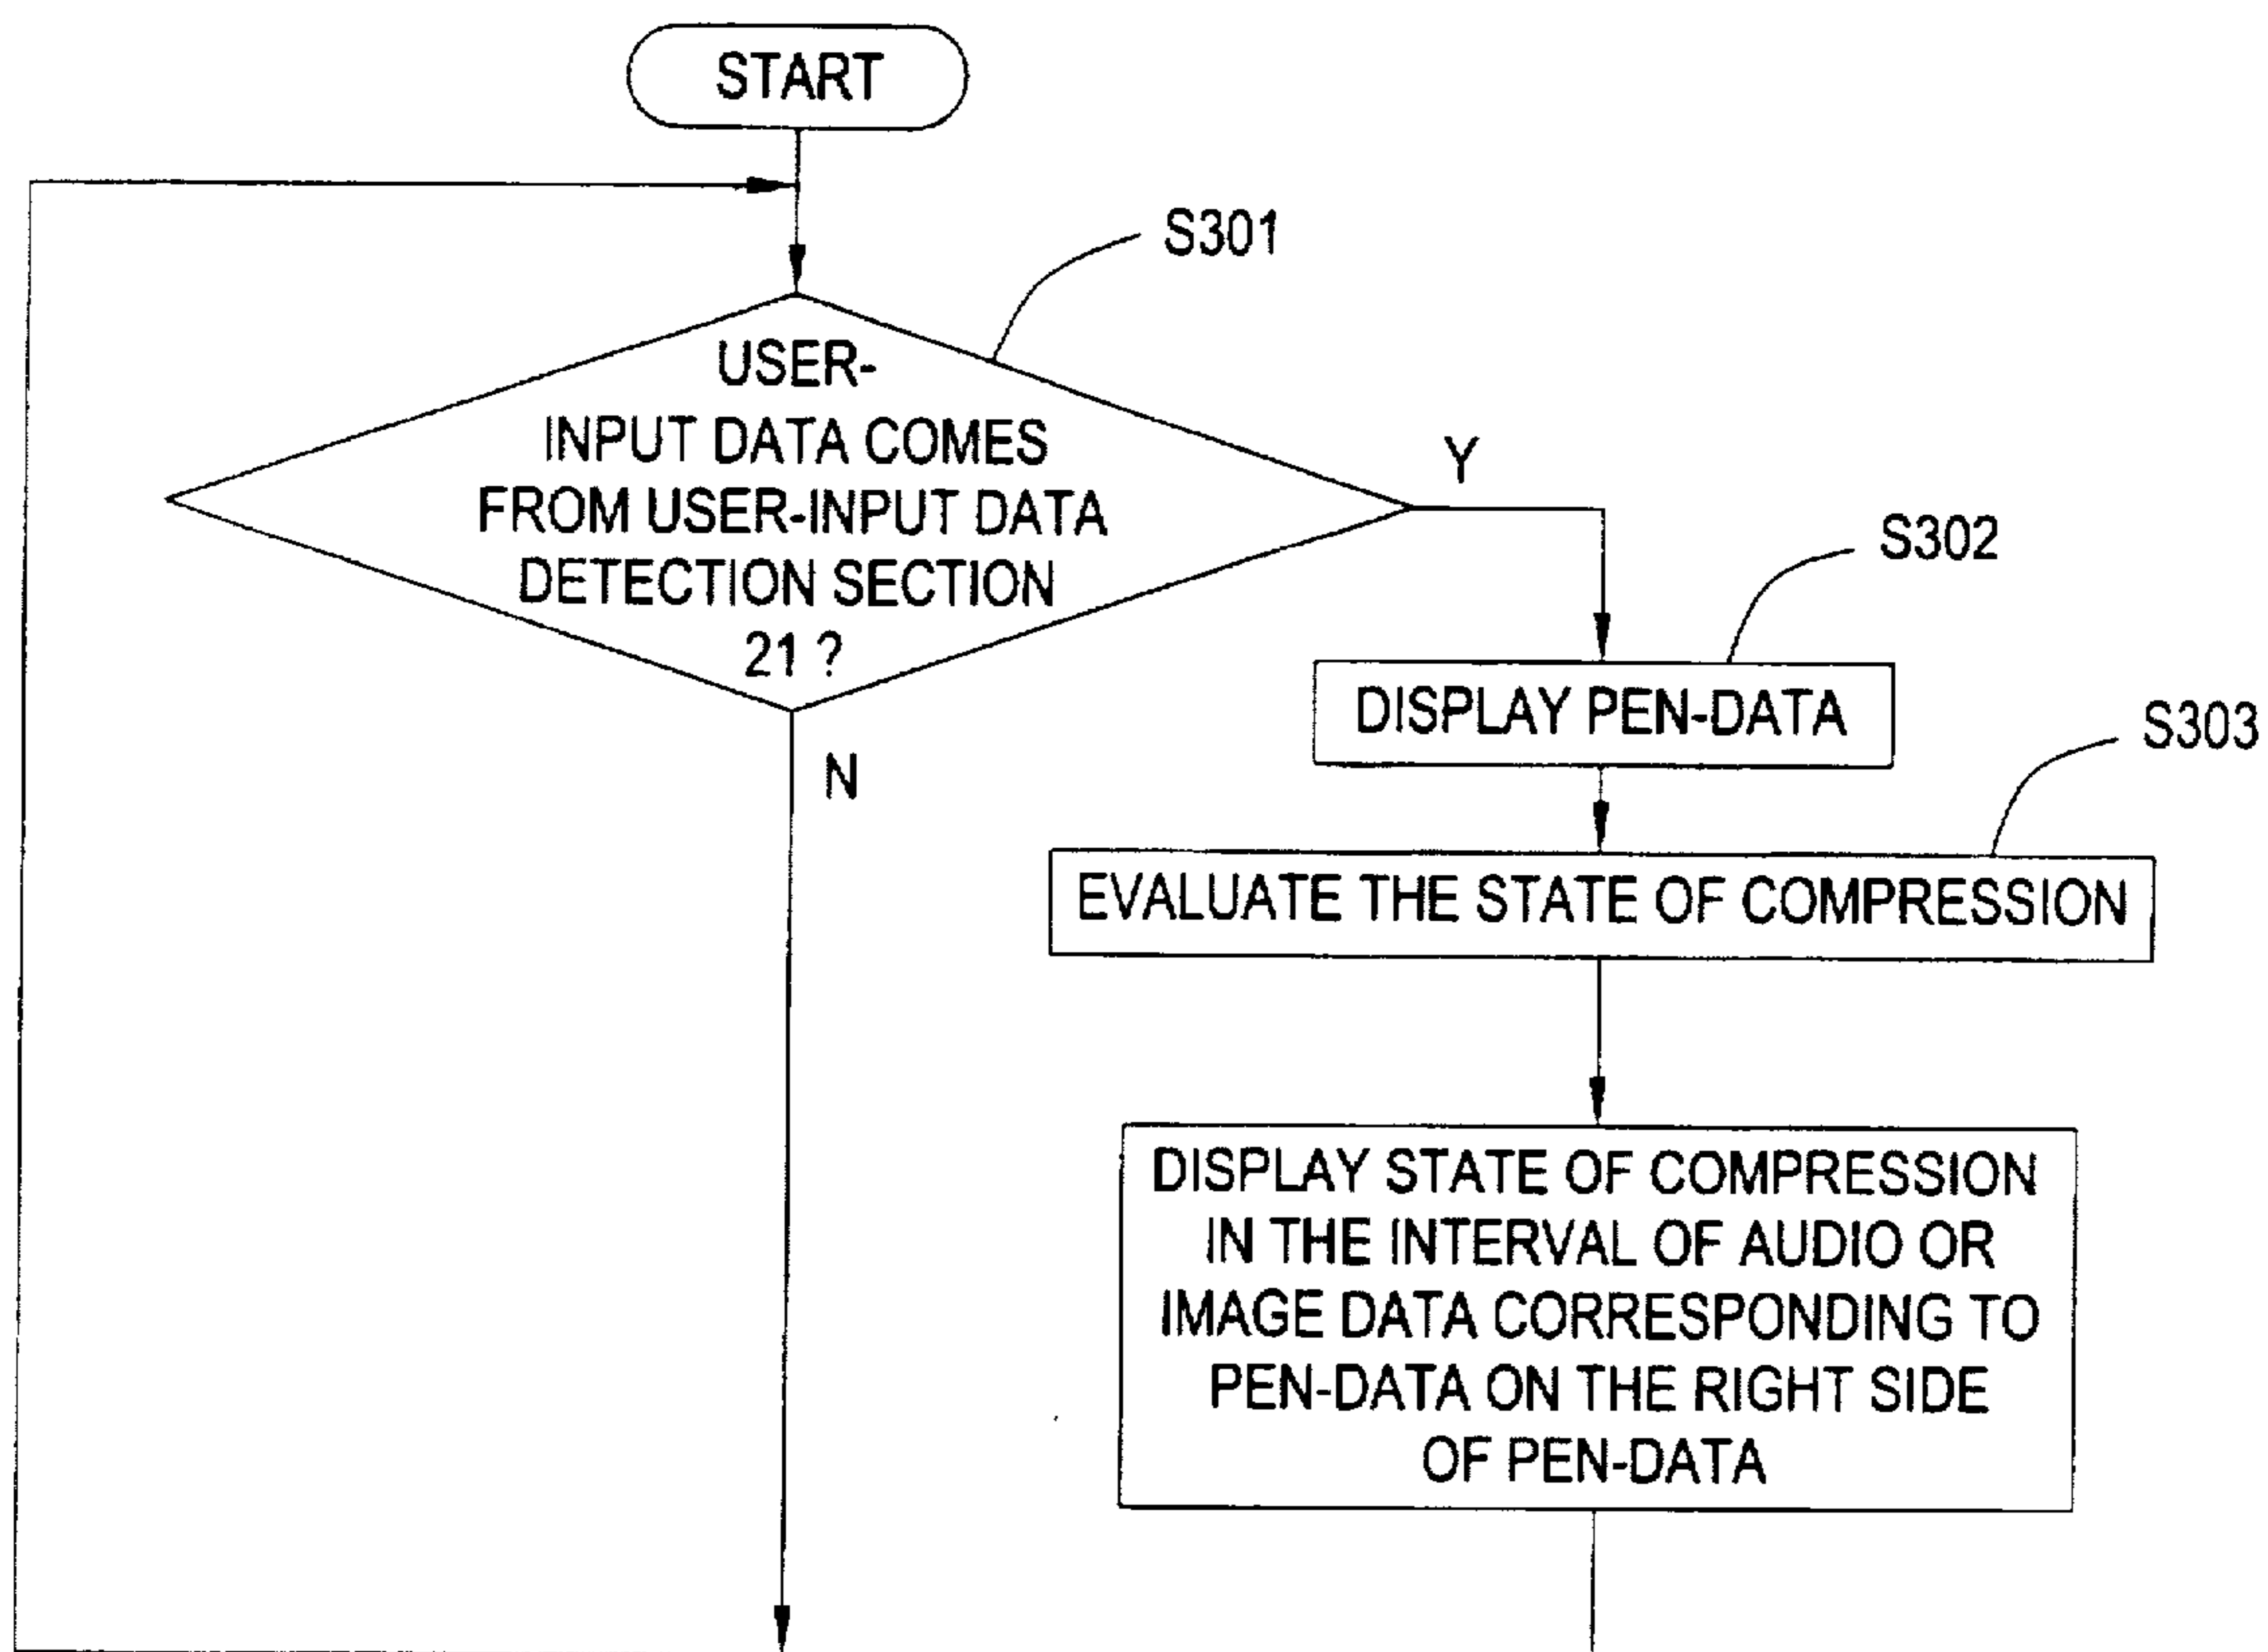 START
S301
USER-
INPUT DATA COMES
FROM USER-INPUT DATA
DETECTION SECTION
21 ?
Y
N
S302
DISPLAY PEN-DATA
S303
EVALUATE THE STATE OF COMPRESSION
DISPLAY STATE OF COMPRESSION
IN THE INTERVAL OF AUDIO OR
IMAGE DATA CORRESPONDING TO
PEN-DATA ON THE RIGHT SIDE
OF PEN-DATA